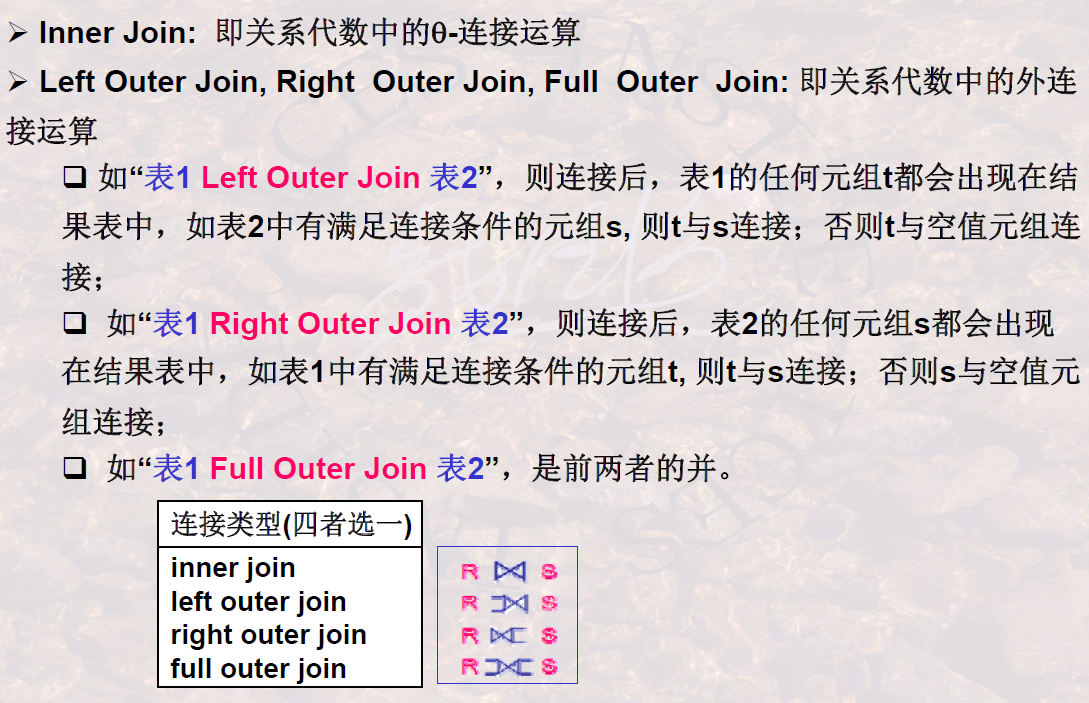 ➢ Inner Join: 即关系代数中的θ-连接运算
➢ Left Outer Join, Right Outer Join, Full Outer Join: 即关系代数中的外连
接运算
❑ 如“表1 Left Outer Join 表2”，则连接后，表1的任何元组t都会出现在结
果表中，如表2中有满足连接条件的元组s, 则t与s连接；否则t与空值元组连
接；
❑ 如“表1 Right Outer Join 表2”，则连接后，表2的任何元组s都会出现
在结果表中，如表1中有满足连接条件的元组t, 则t与s连接；否则s与空值元
组连接；
❑ 如“表1 Full Outer Join 表2”，是前两者的并。
连接类型(四者选一)
inner join
left outer join
right outer join
full outer join
R ⋈ S
R ⟕ S
R ⟖ S
R ⟗ S